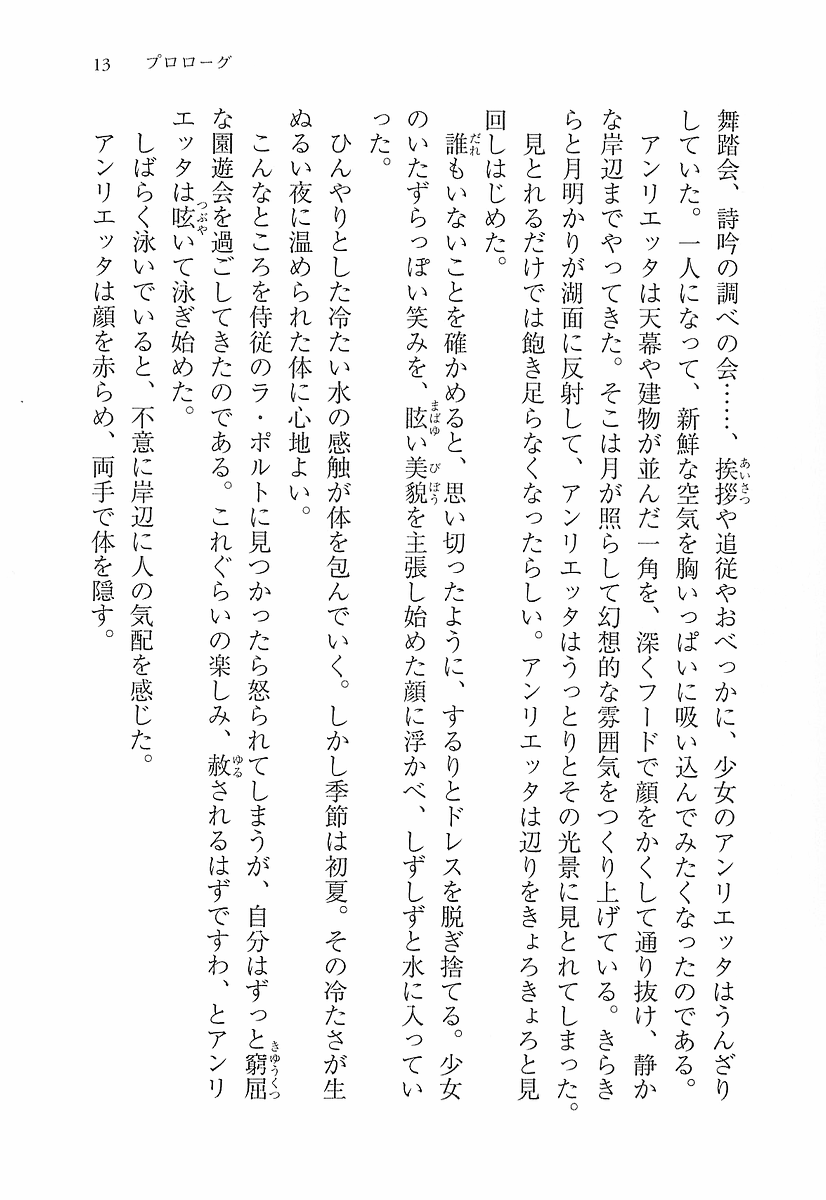 13　プロローグ
舞踏会、詩吟の調べの会……、挨拶や追従やおべっかに、少女のアンリエッタはうんざり
していた。一人になって、新鮮な空気を胸いっぱいに吸い込んでみたくなったのである。
　アンリエッタは天幕や建物が並んだ一角を、深くフードで顔をかくして通り抜け、静か
な岸辺までやってきた。そこは月が照らして幻想的な雰囲気をつくり上げている。きらき
らと月明かりが湖面に反射して、アンリエッタはうっとりとその光景に見とれてしまった。
　見とれるだけでは飽き足らなくなったらしい。アンリエッタは辺りをきょろきょろと見
回しはじめた。
　誰もいないことを確かめると、思い切ったように、するりとドレスを脱ぎ捨てる。少女
のいたずらっぽい笑みを、眩い美貌を主張し始めた顔に浮かべ、しずしずと水に入ってい
った。
　ひんやりとした冷たい水の感触が体を包んでいく。しかし季節は初夏。その冷たさが生
ぬるい夜に温められた体に心地よい。
　こんなところを侍従のラ・ポルトに見つかったら怒られてしまうが、自分はずっと窮屈
な園遊会を過ごしてきたのである。これぐらいの楽しみ、赦されるはずですわ、とアンリ
エッタは呟いて泳ぎ始めた。
　しばらく泳いでいると、不意に岸辺に人の気配を感じた。
　アンリエッタは顔を赤らめ、両手で体を隠す。